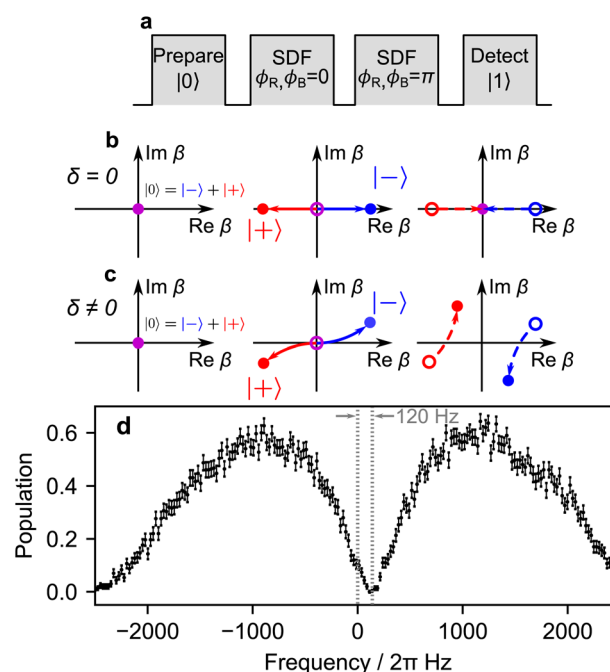 a
Prepare
|0⟩
SDF
ϕR,ϕB=0
SDF
ϕR,ϕB=π
Detect
|1⟩
b
δ = 0
Im β
|0⟩ = |−⟩ + |+⟩
Re β
Im β
|−⟩
|+⟩
Re β
Im β
Re β
c
δ ≠ 0
Im β
|0⟩ = |−⟩ + |+⟩
Re β
Im β
|−⟩
|+⟩
Re β
Im β
Re β
d
120 Hz
Population
0.6
0.4
0.2
0.0
−2000
−1000
0
1000
2000
Frequency / 2π Hz